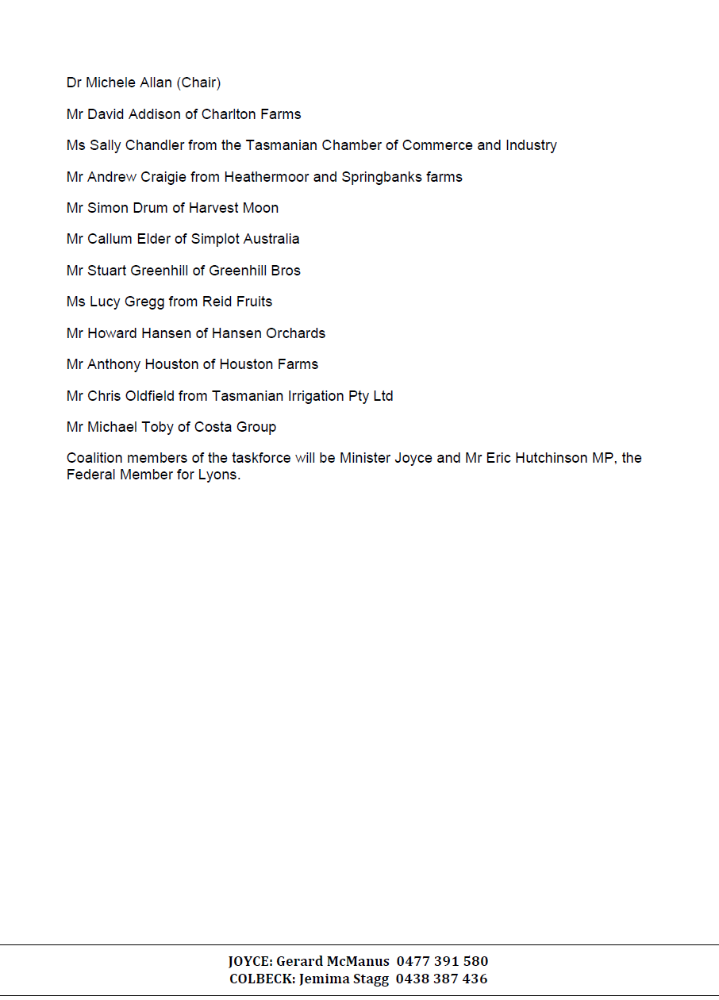 Dr Michele Allan (Chair)
Mr David Addison of Charlton Farms
Ms Sally Chandler from the Tasmanian Chamber of Commerce and Industry
Mr Andrew Craigie from Heathermoor and Springbanks farms
Mr Simon Drum of Harvest Moon
Mr Callum Elder of Simplot Australia
Mr Stuart Greenhill of Greenhill Bros
Ms Lucy Gregg from Reid Fruits
Mr Howard Hansen of Hansen Orchards
Mr Anthony Houston of Houston Farms
Mr Chris Oldfield from Tasmanian Irrigation Pty Ltd
Mr Michael Toby of Costa Group
Coalition members of the taskforce will be Minister Joyce and Mr Eric Hutchinson MP, the
Federal Member for Lyons.
JOYCE: Gerard McManus 0477 391 580
COLBECK: Jemima Stagg 0438 387 436